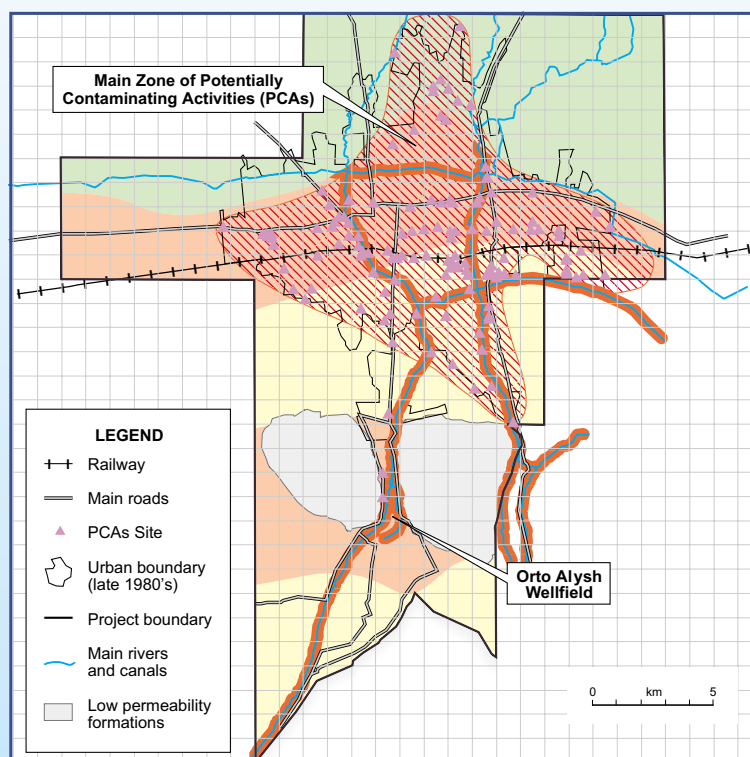 Main Zone of Potentially
Contaminating Activities (PCAs)
LEGEND
Railway
Main roads
PCAs Site
Urban boundary
(late 1980's)
Project boundary
Main rivers
and canals
Low permeability
formations
Orto Alysh
Wellfield
0 km 5